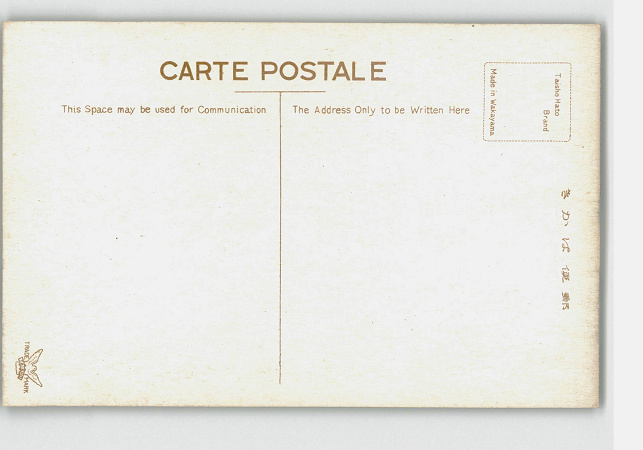 CARTE POSTALE
This Space may be used for Communication
The Address Only to be Written Here
Taisho Hato
Brand
Made in Wakayama
きかは便郵
TRADE MARK